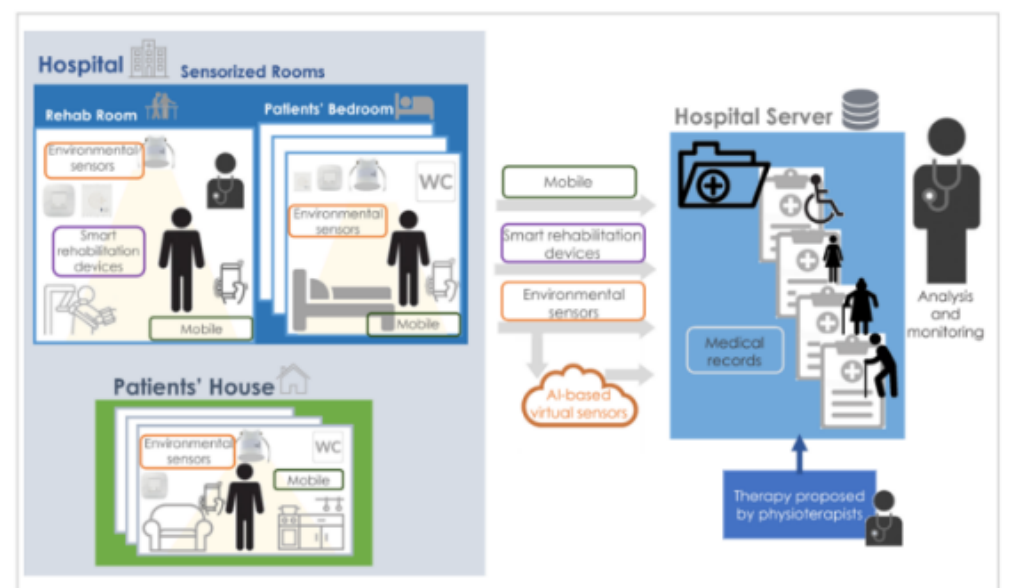 Hospital
Sensorized Rooms
Rehab Room
Patients' Bedroom
Environmental
sensors
Smart
rehabilitation
devices
Mobile
WC
Environmental
sensors
Mobile
Patients' House
Environmental
sensors
WC
Mobile
Mobile
Smart rehabilitation
devices
Environmental
sensors
AI-based
virtual sensors
Hospital Server
Medical
records
Analysis
and
monitoring
Therapy proposed
by physioterapists